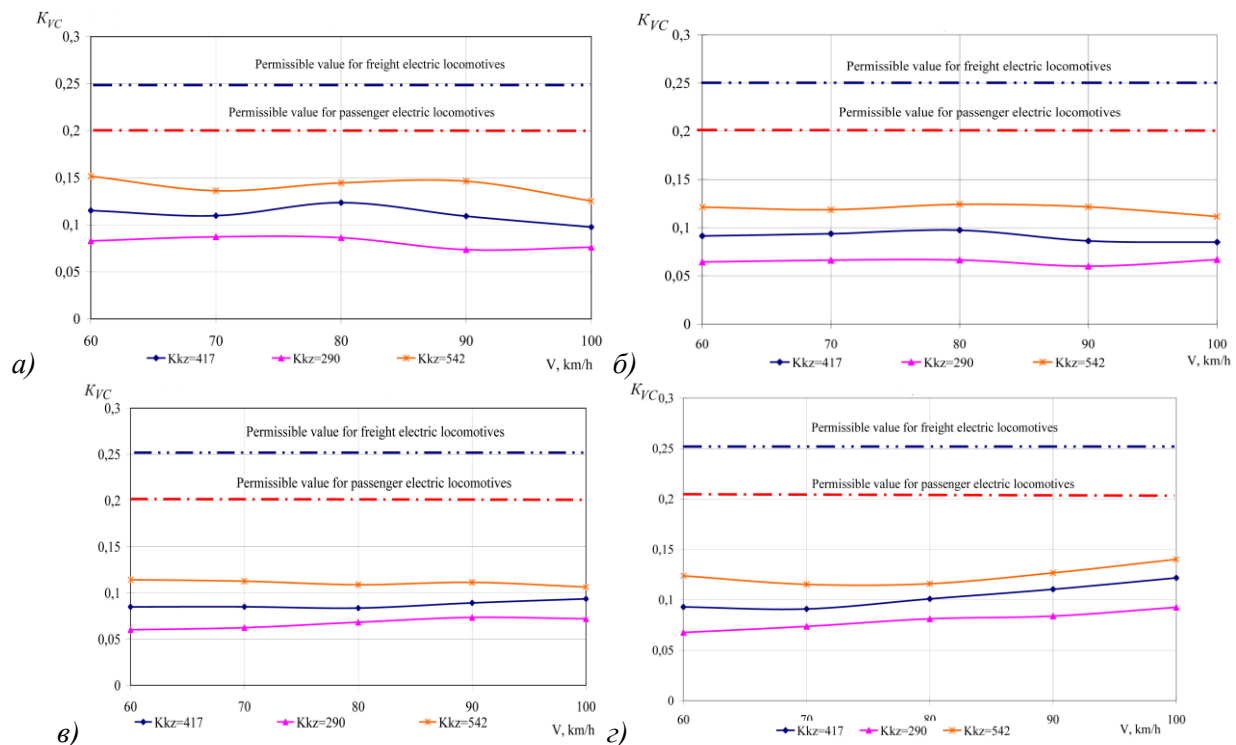 K_VC
0,3
Permissible value for freight electric locomotives
0,25
Permissible value for passenger electric locomotives
0,2
0,15
0,1
0,05
0
60 70 80 90 100
Kkz=417 Kkz=290 Kkz=542 V, km/h
а)
K_VC
0,3
Permissible value for freight electric locomotives
0,25
Permissible value for passenger electric locomotives
0,2
0,15
0,1
0,05
0
60 70 80 90 100
Kkz=417 Kkz=290 Kkz=542 V, km/h
б)
K_VC
0,3
Permissible value for freight electric locomotives
0,25
Permissible value for passenger electric locomotives
0,2
0,15
0,1
0,05
0
60 70 80 90 100
Kkz=417 Kkz=290 Kkz=542 V, km/h
в)
K_VC
0,3
Permissible value for freight electric locomotives
0,25
Permissible value for passenger electric locomotives
0,2
0,15
0,1
0,05
0
60 70 80 90 100
Kkz=417 Kkz=290 Kkz=542 V, km/h
г)